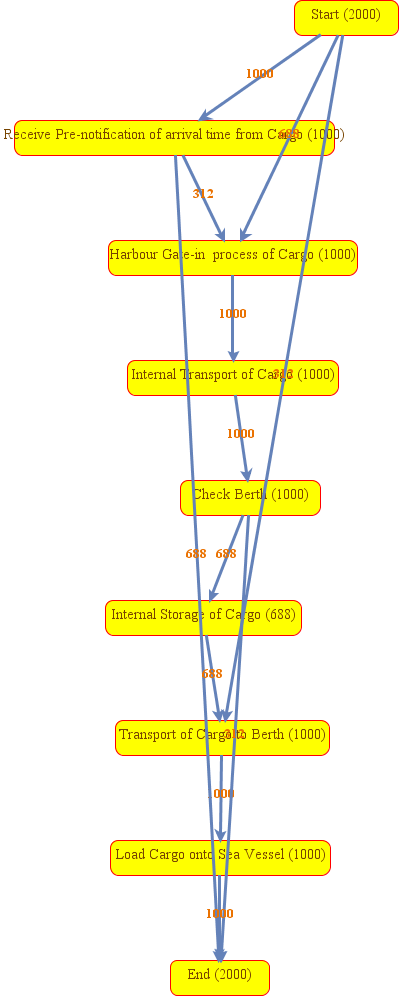 Start (2000)
1000
Receive Pre-notification of arrival time from Cargo (1000)
688
312
Harbour Gate-in process of Cargo (1000)
1000
Internal Transport of Cargo (1000)
312
1000
Check Berth (1000)
688 688
Internal Storage of Cargo (688)
688
Transport of Cargo to Berth (1000)
312
1000
Load Cargo onto Sea Vessel (1000)
1000
End (2000)